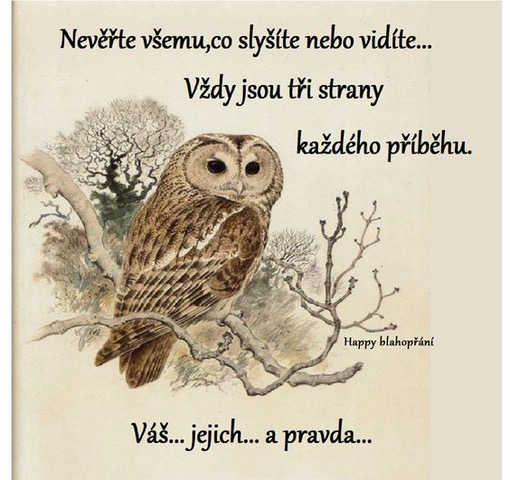 Nevěřte všemu,co slyšíte nebo vidíte...
Vždy jsou tři strany
každého příběhu.
Happy blahopřání
Váš... jejich... a pravda...